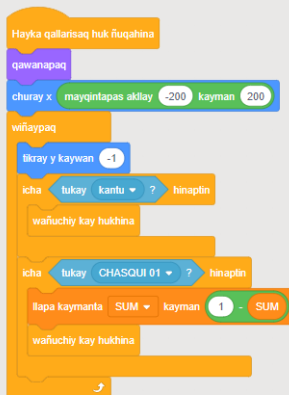 Hayka qallarisaq huk ñuqahina
qawanapaq
churay x mayqintapas akllay -200 kayman 200
wiñaypaq
tikray y kaywan -1
icha tukay kantu ? hinaptin
wañuchiy kay hukhina
icha tukay CHASQUI 01 ? hinaptin
llapa kaymanta SUM kayman 1 - SUM
wañuchiy kay hukhina